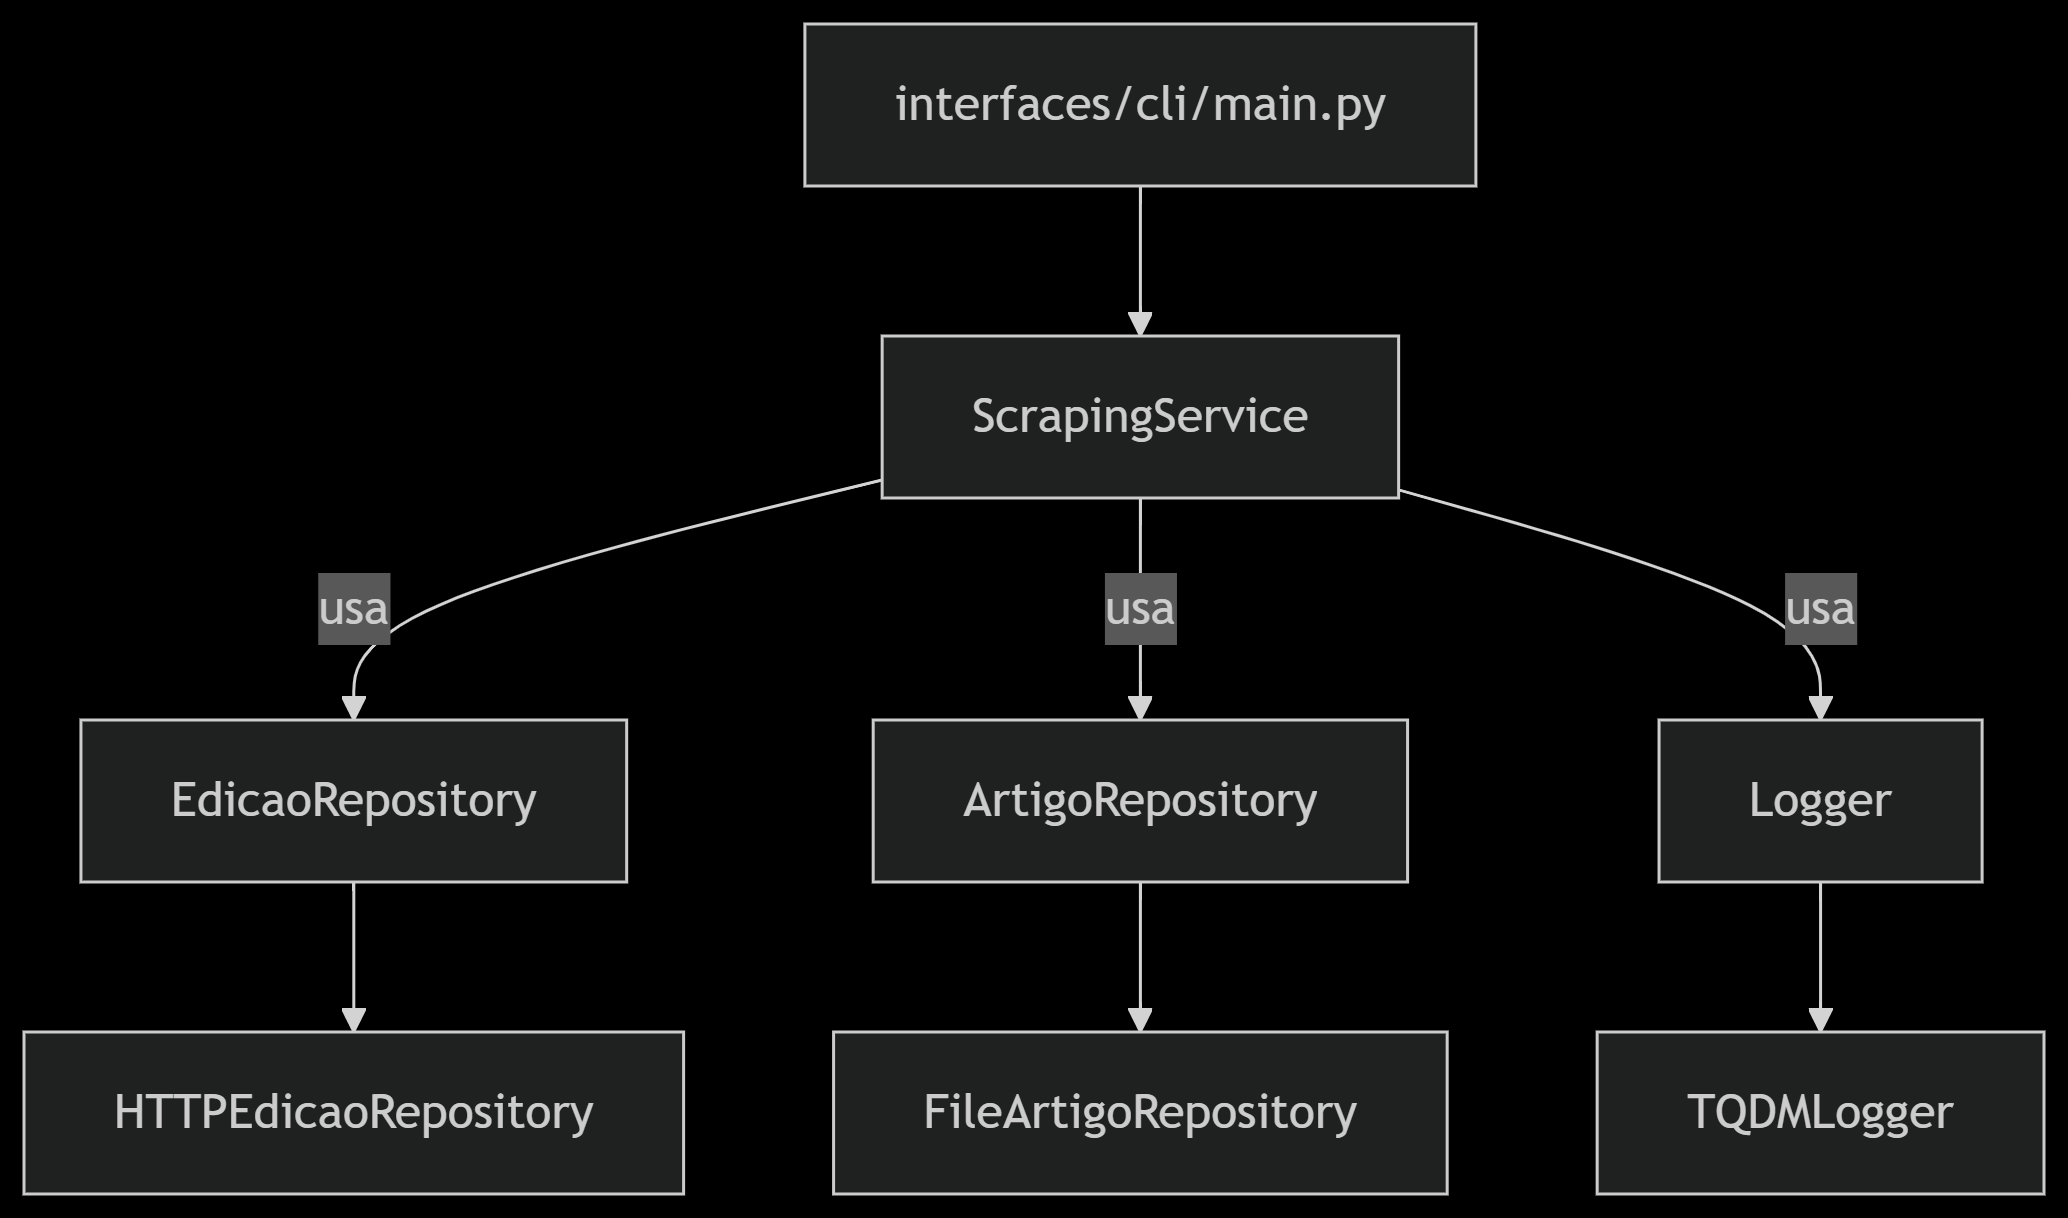 interfaces/cli/main.py
ScrapingService
usa
usa
usa
EdicaoRepository
ArtigoRepository
Logger
HTTPEdicaoRepository
FileArtigoRepository
TQDMLogger